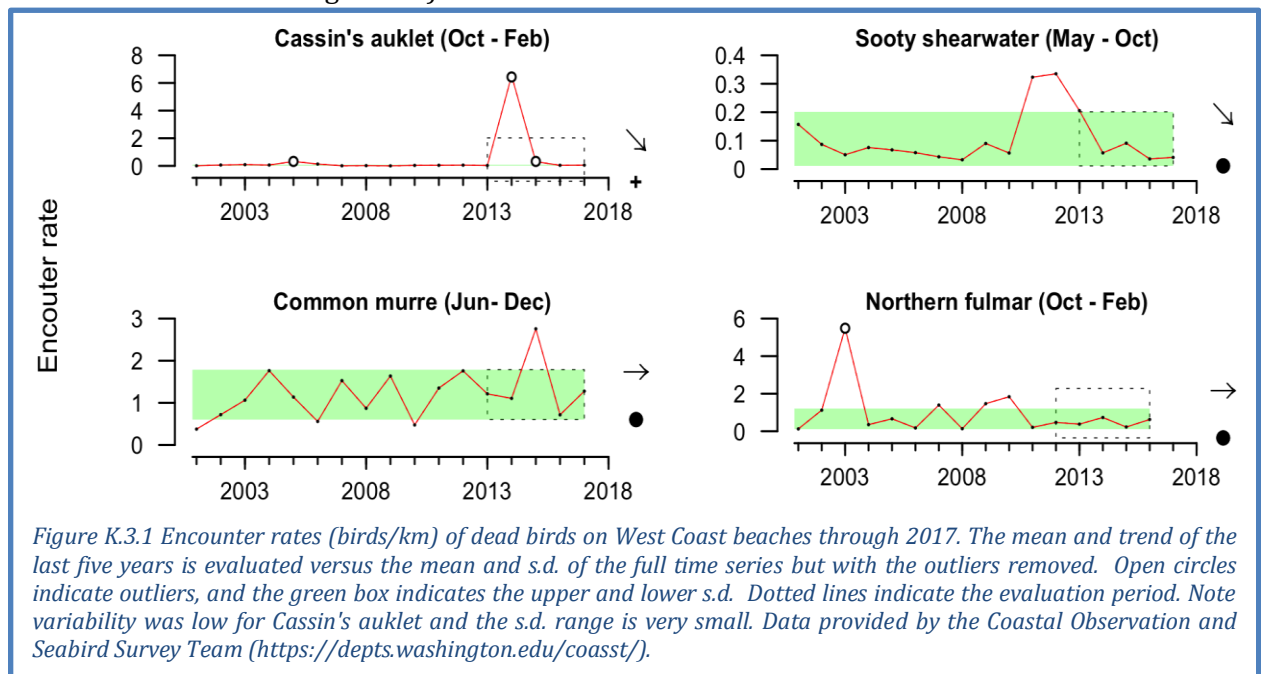 Cassin's auklet (Oct - Feb)
8
6
4
2
0
+
2003 2008 2013 2018
Sooty shearwater (May - Oct)
0.4
0.3
0.2
0.1
0
2003 2008 2013 2018
Encouter rate
Common murre (Jun- Dec)
3
2
1
0
2003 2008 2013 2018
Northern fulmar (Oct - Feb)
6
4
2
0
2003 2008 2013 2018
Figure K.3.1 Encounter rates (birds/km) of dead birds on West Coast beaches through 2017. The mean and trend of the
last five years is evaluated versus the mean and s.d. of the full time series but with the outliers removed. Open circles
indicate outliers, and the green box indicates the upper and lower s.d. Dotted lines indicate the evaluation period. Note
variability was low for Cassin's auklet and the s.d. range is very small. Data provided by the Coastal Observation and
Seabird Survey Team (https://depts.washington.edu/coasst/).